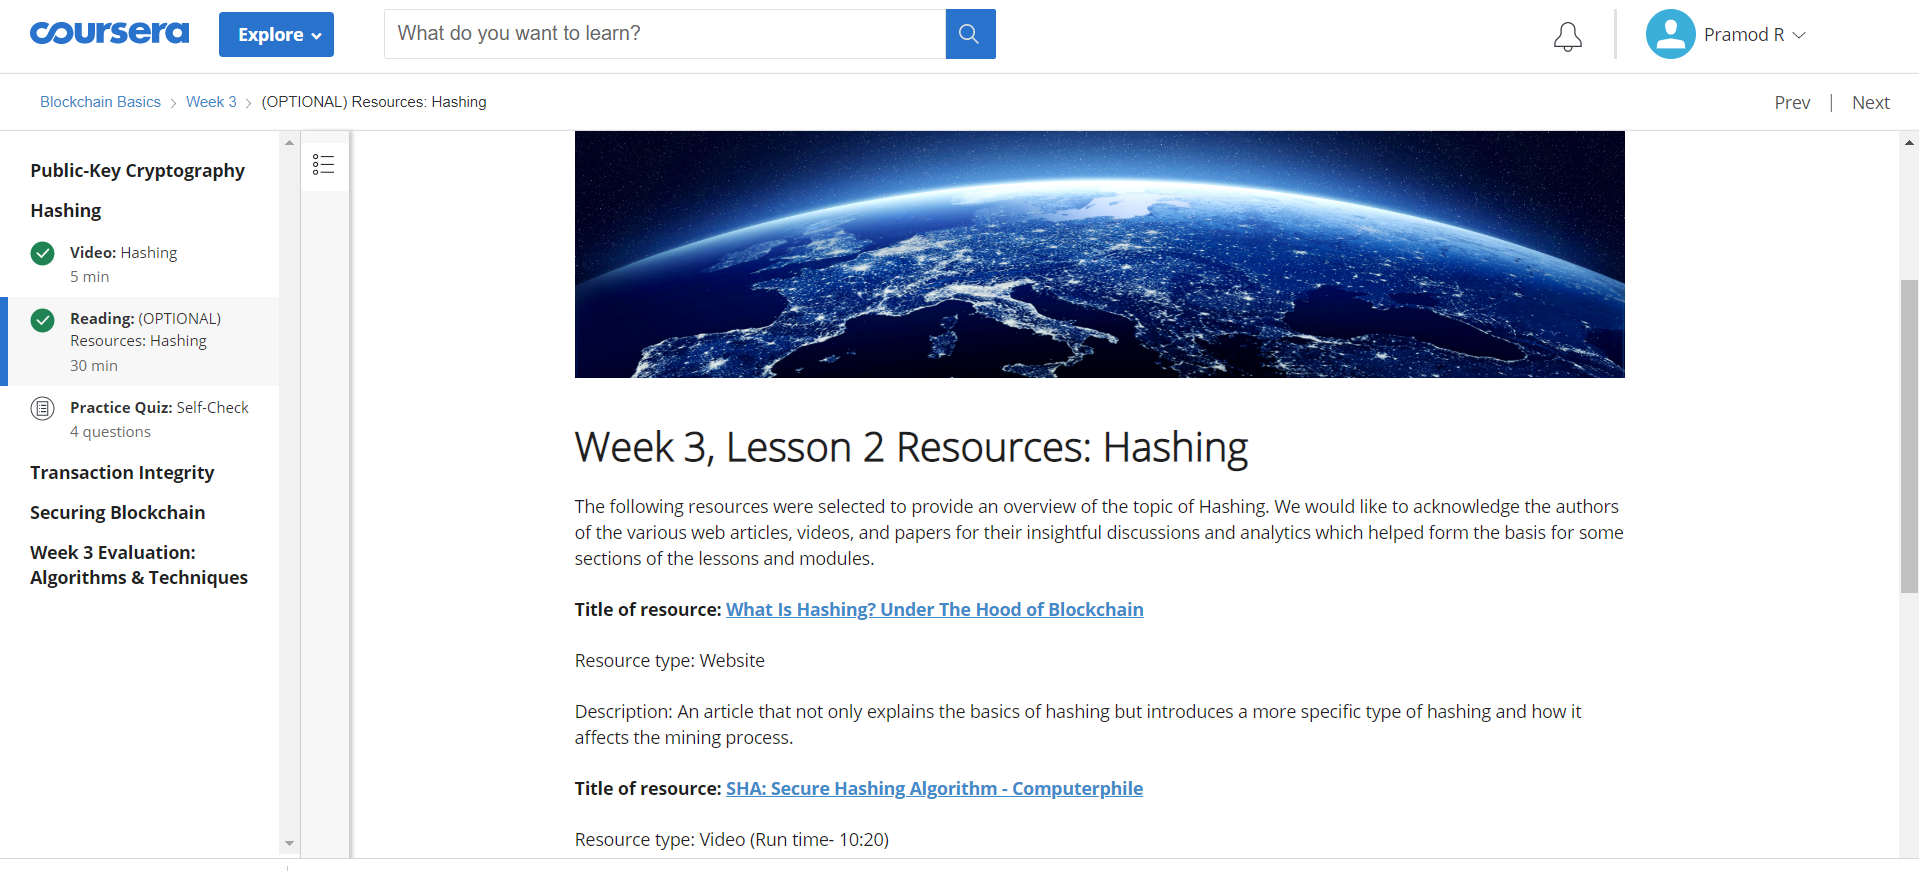 coursera
Explore
What do you want to learn?
Pramod R
Blockchain Basics
Week 3
(OPTIONAL) Resources: Hashing
Prev | Next
Public-Key Cryptography
Hashing
Video: Hashing
5 min
Reading: (OPTIONAL)
Resources: Hashing
30 min
Practice Quiz: Self-Check
4 questions
Transaction Integrity
Securing Blockchain
Week 3 Evaluation:
Algorithms & Techniques
Week 3, Lesson 2 Resources: Hashing
The following resources were selected to provide an overview of the topic of Hashing. We would like to acknowledge the authors
of the various web articles, videos, and papers for their insightful discussions and analytics which helped form the basis for some
sections of the lessons and modules.
Title of resource: What Is Hashing? Under The Hood of Blockchain
Resource type: Website
Description: An article that not only explains the basics of hashing but introduces a more specific type of hashing and how it
affects the mining process.
Title of resource: SHA: Secure Hashing Algorithm - Computerphile
Resource type: Video (Run time- 10:20)